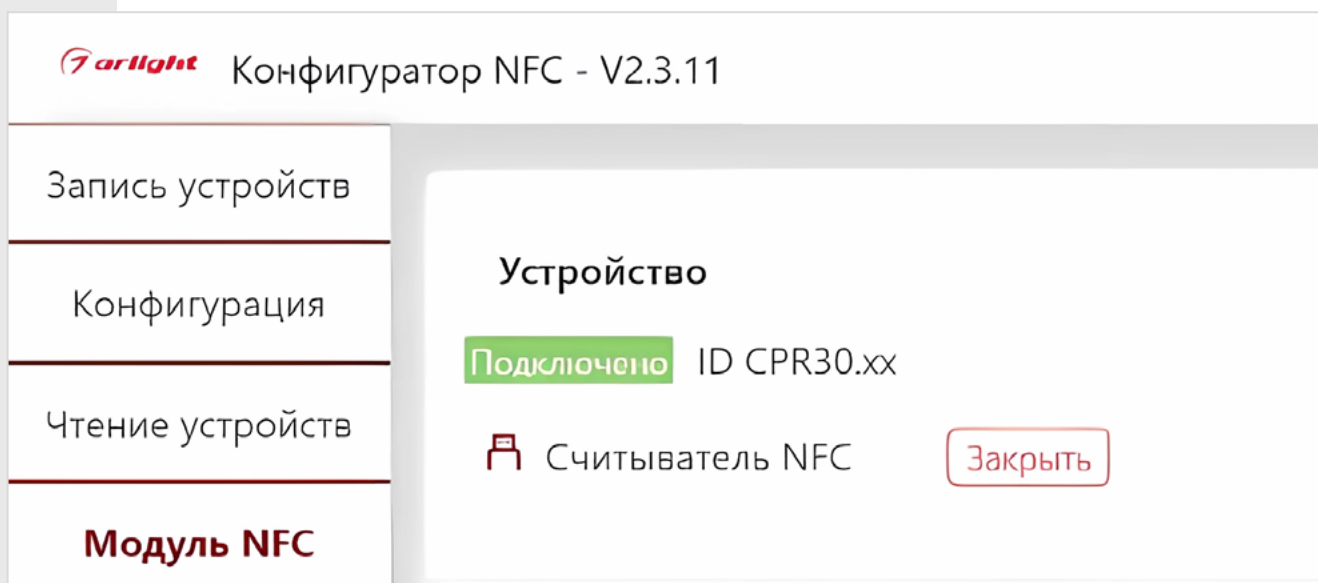 arlight Конфигуратор NFC - V2.3.11
Запись устройств
Конфигурация
Чтение устройств
Модуль NFC
Устройство
Подключено ID CPR30.xx
Считыватель NFC Закрыть